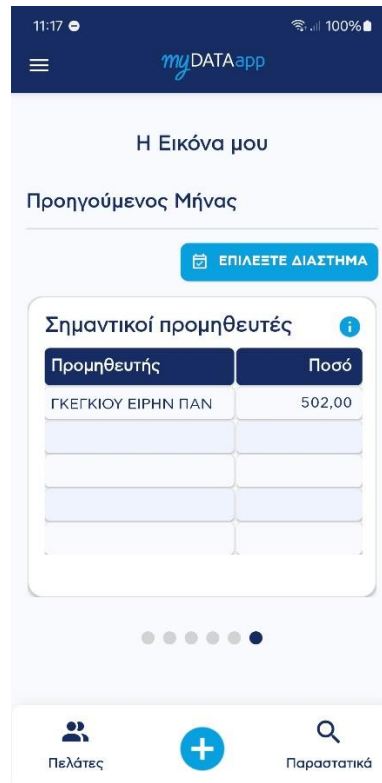 11:17 100%
myDATAapp
Η Εικόνα μου
Προηγούμενος Μήνας
ΕΠΙΛΕΞΤΕ ΔΙΑΣΤΗΜΑ
Σημαντικοί προμηθευτές
Προμηθευτής Ποσό
ΓΚΕΓΚΙΟΥ ΕΙΡΗΝ ΠΑΝ 502,00
Πελάτες Παραστατικά